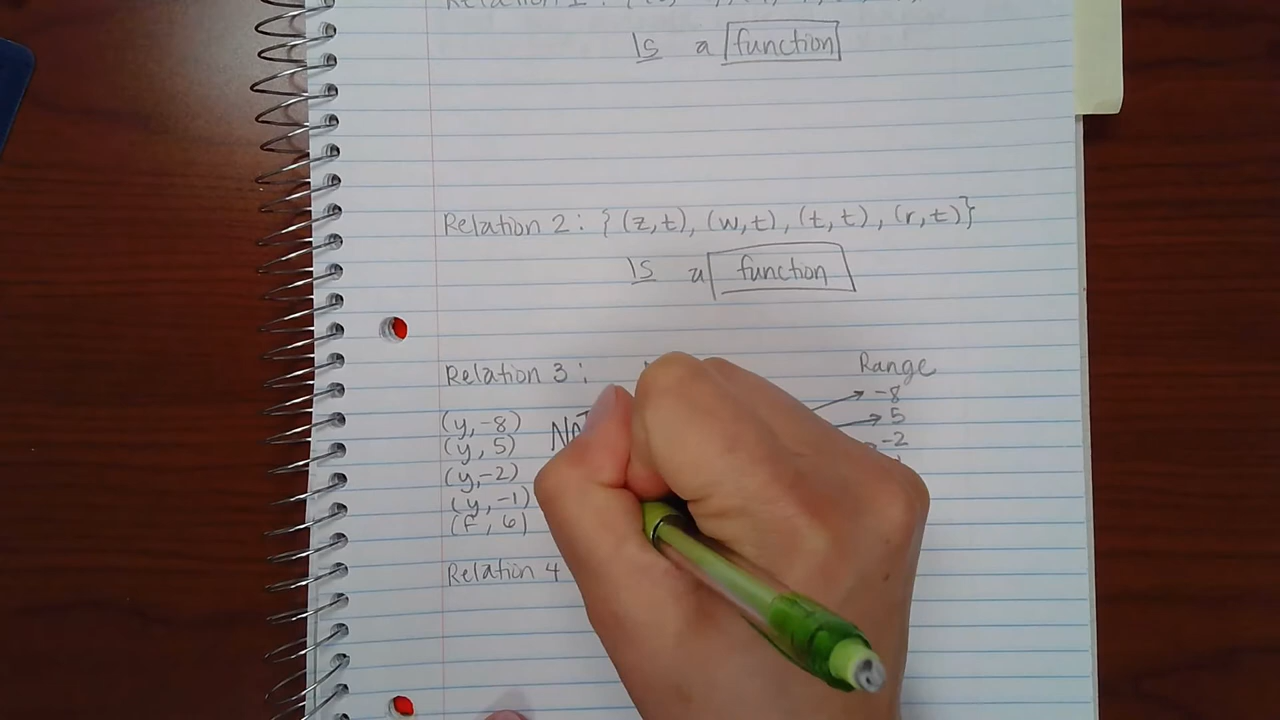 Relation
Is a function
Relation 2: {(z,t), (w,t), (t,t), (r,t)}
Is a function
Relation 3:
Range
-8
(y,-8)
5
(y, 5)
-2
(y,-2)
(y, -1)
(f, 6)
Relation 4